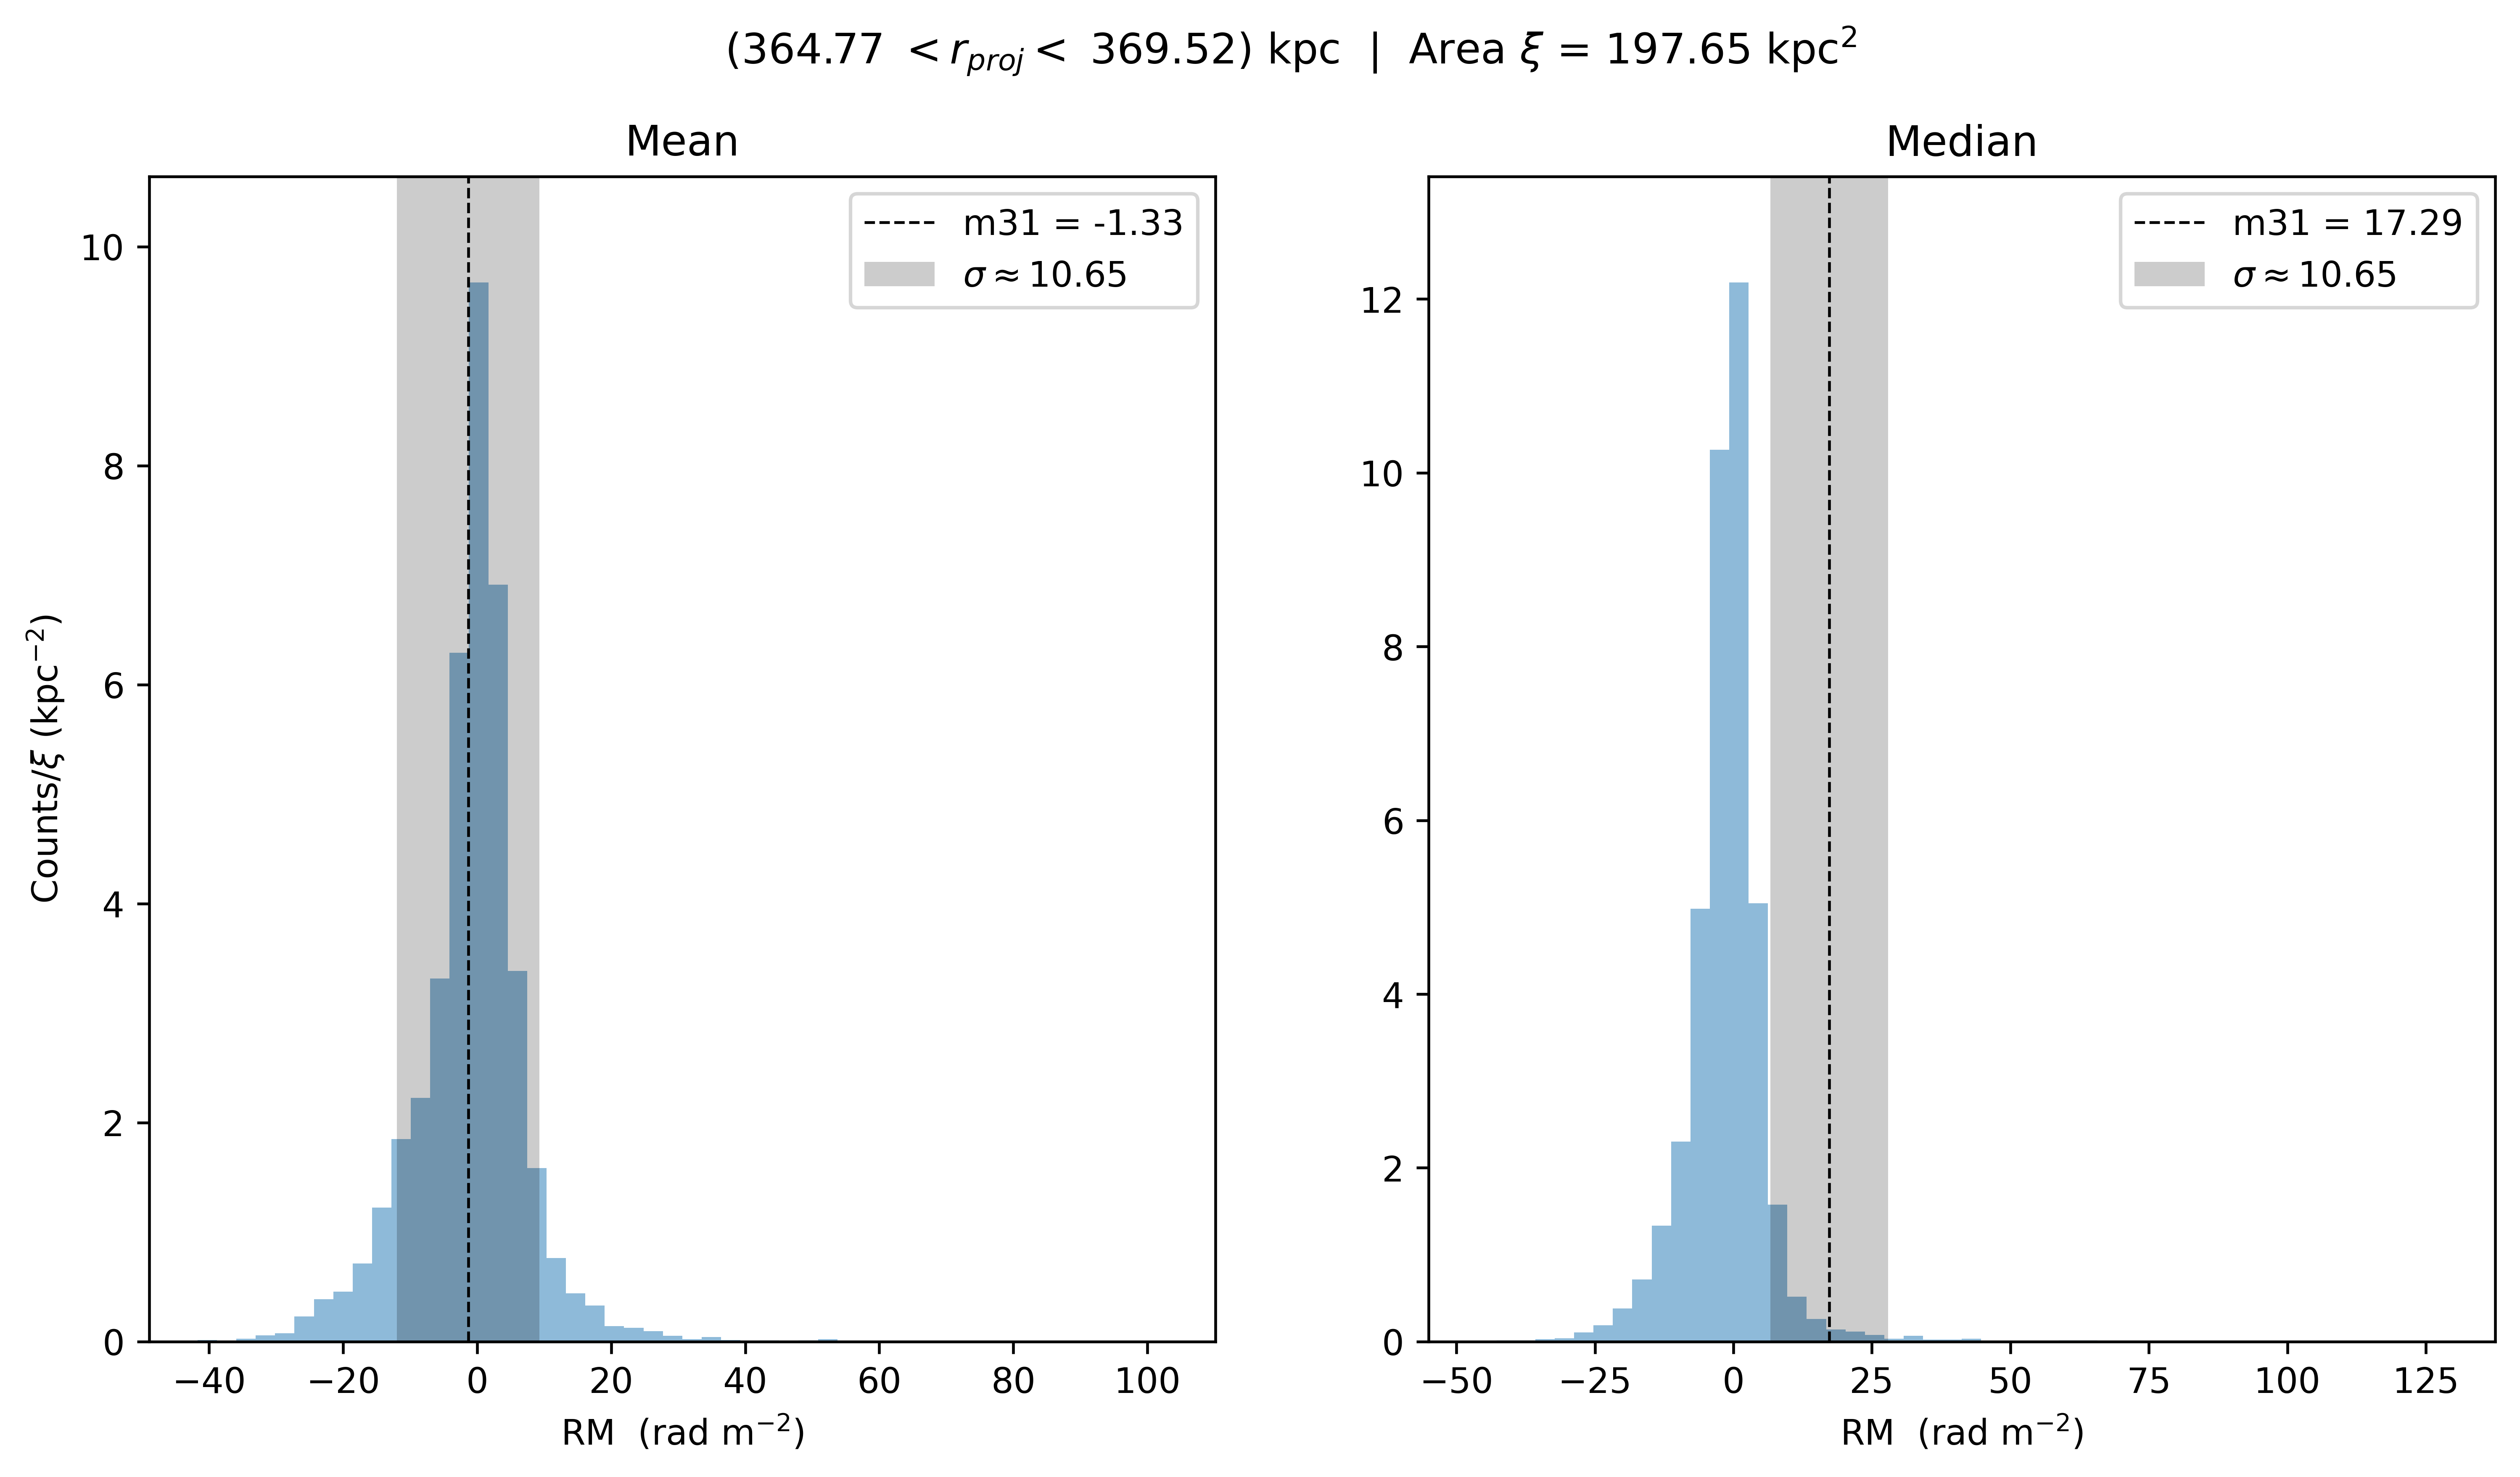 (364.77 < r_proj < 369.52) kpc | Area ξ = 197.65 kpc²
Mean
m31 = -1.33
σ ≈ 10.65
10
8
6
4
2
0
Counts/ξ (kpc⁻²)
−40 −20 0 20 40 60 80 100
RM (rad m⁻²)
Median
m31 = 17.29
σ ≈ 10.65
12
10
8
6
4
2
0
−50 −25 0 25 50 75 100 125
RM (rad m⁻²)